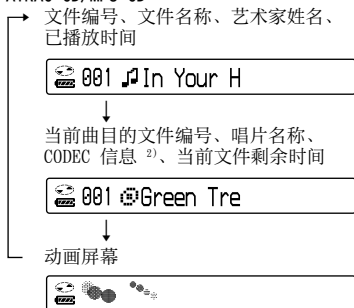 文件编号、文件名称、艺术家姓名、
已播放时间
001 In Your H
当前曲目的文件编号、唱片名称、
CODEC 信息 2)、当前文件剩余时间
001 Green Tre
动画屏幕